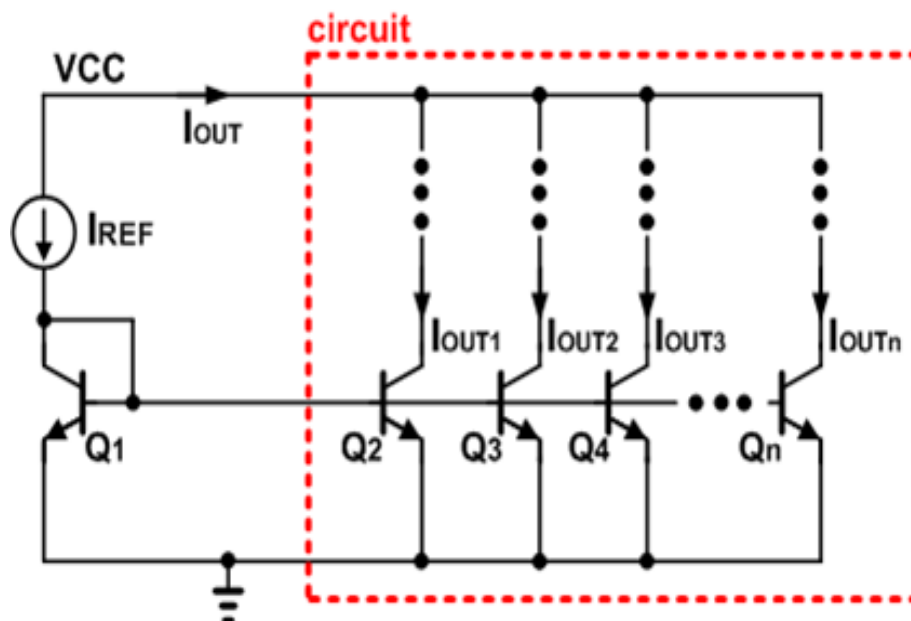 circuit
VCC
IOUT
IREF
IOUT1 IOUT2 IOUT3 IOUTn
Q1 Q2 Q3 Q4 Qn